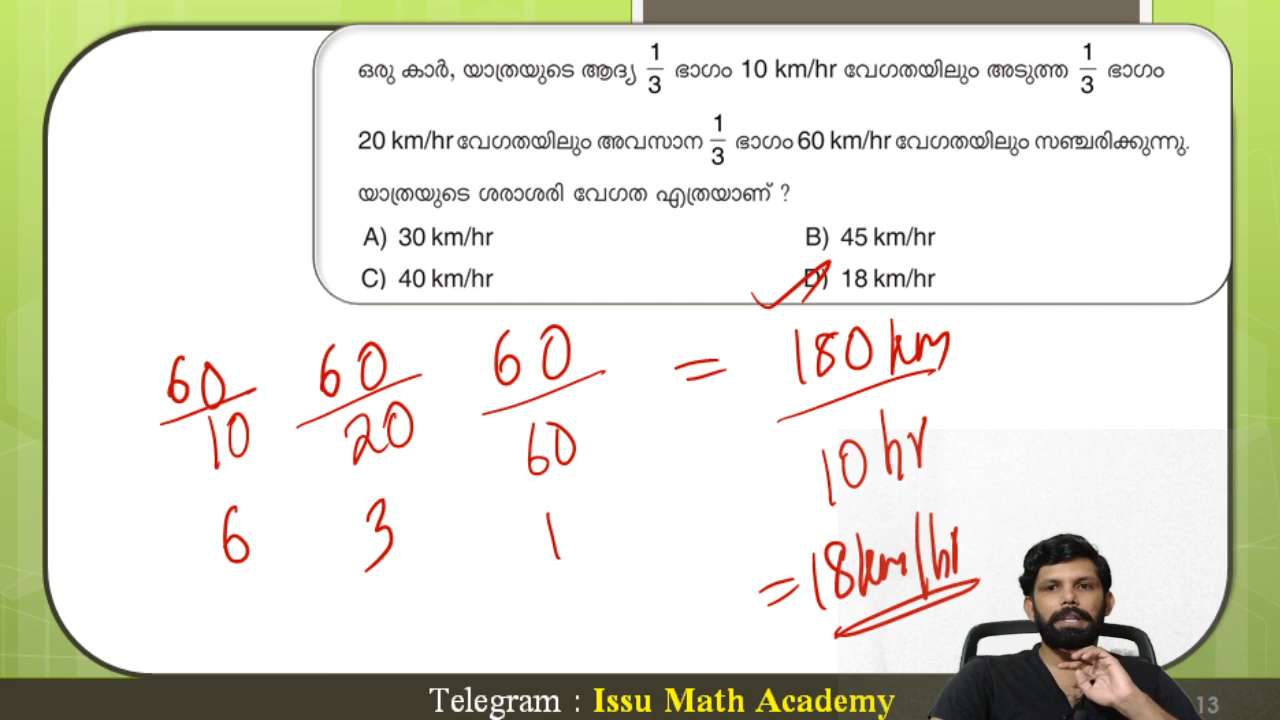 ഒരു കാർ, യാത്രയുടെ ആദ്യ 1/3 ഭാഗം 10 km/hr വേഗതയിലും അടുത്ത 1/3 ഭാഗം
20 km/hr വേഗതയിലും അവസാന 1/3 ഭാഗം 60 km/hr വേഗതയിലും സഞ്ചരിക്കുന്നു.
യാത്രയുടെ ശരാശരി വേഗത എത്രയാണ് ?
A) 30 km/hr B) 45 km/hr
C) 40 km/hr D) 18 km/hr
60/10 60/20 60/60 = 180 km/10 hr
6 3 1
= 18 km/hr
Telegram : Issu Math Academy
13